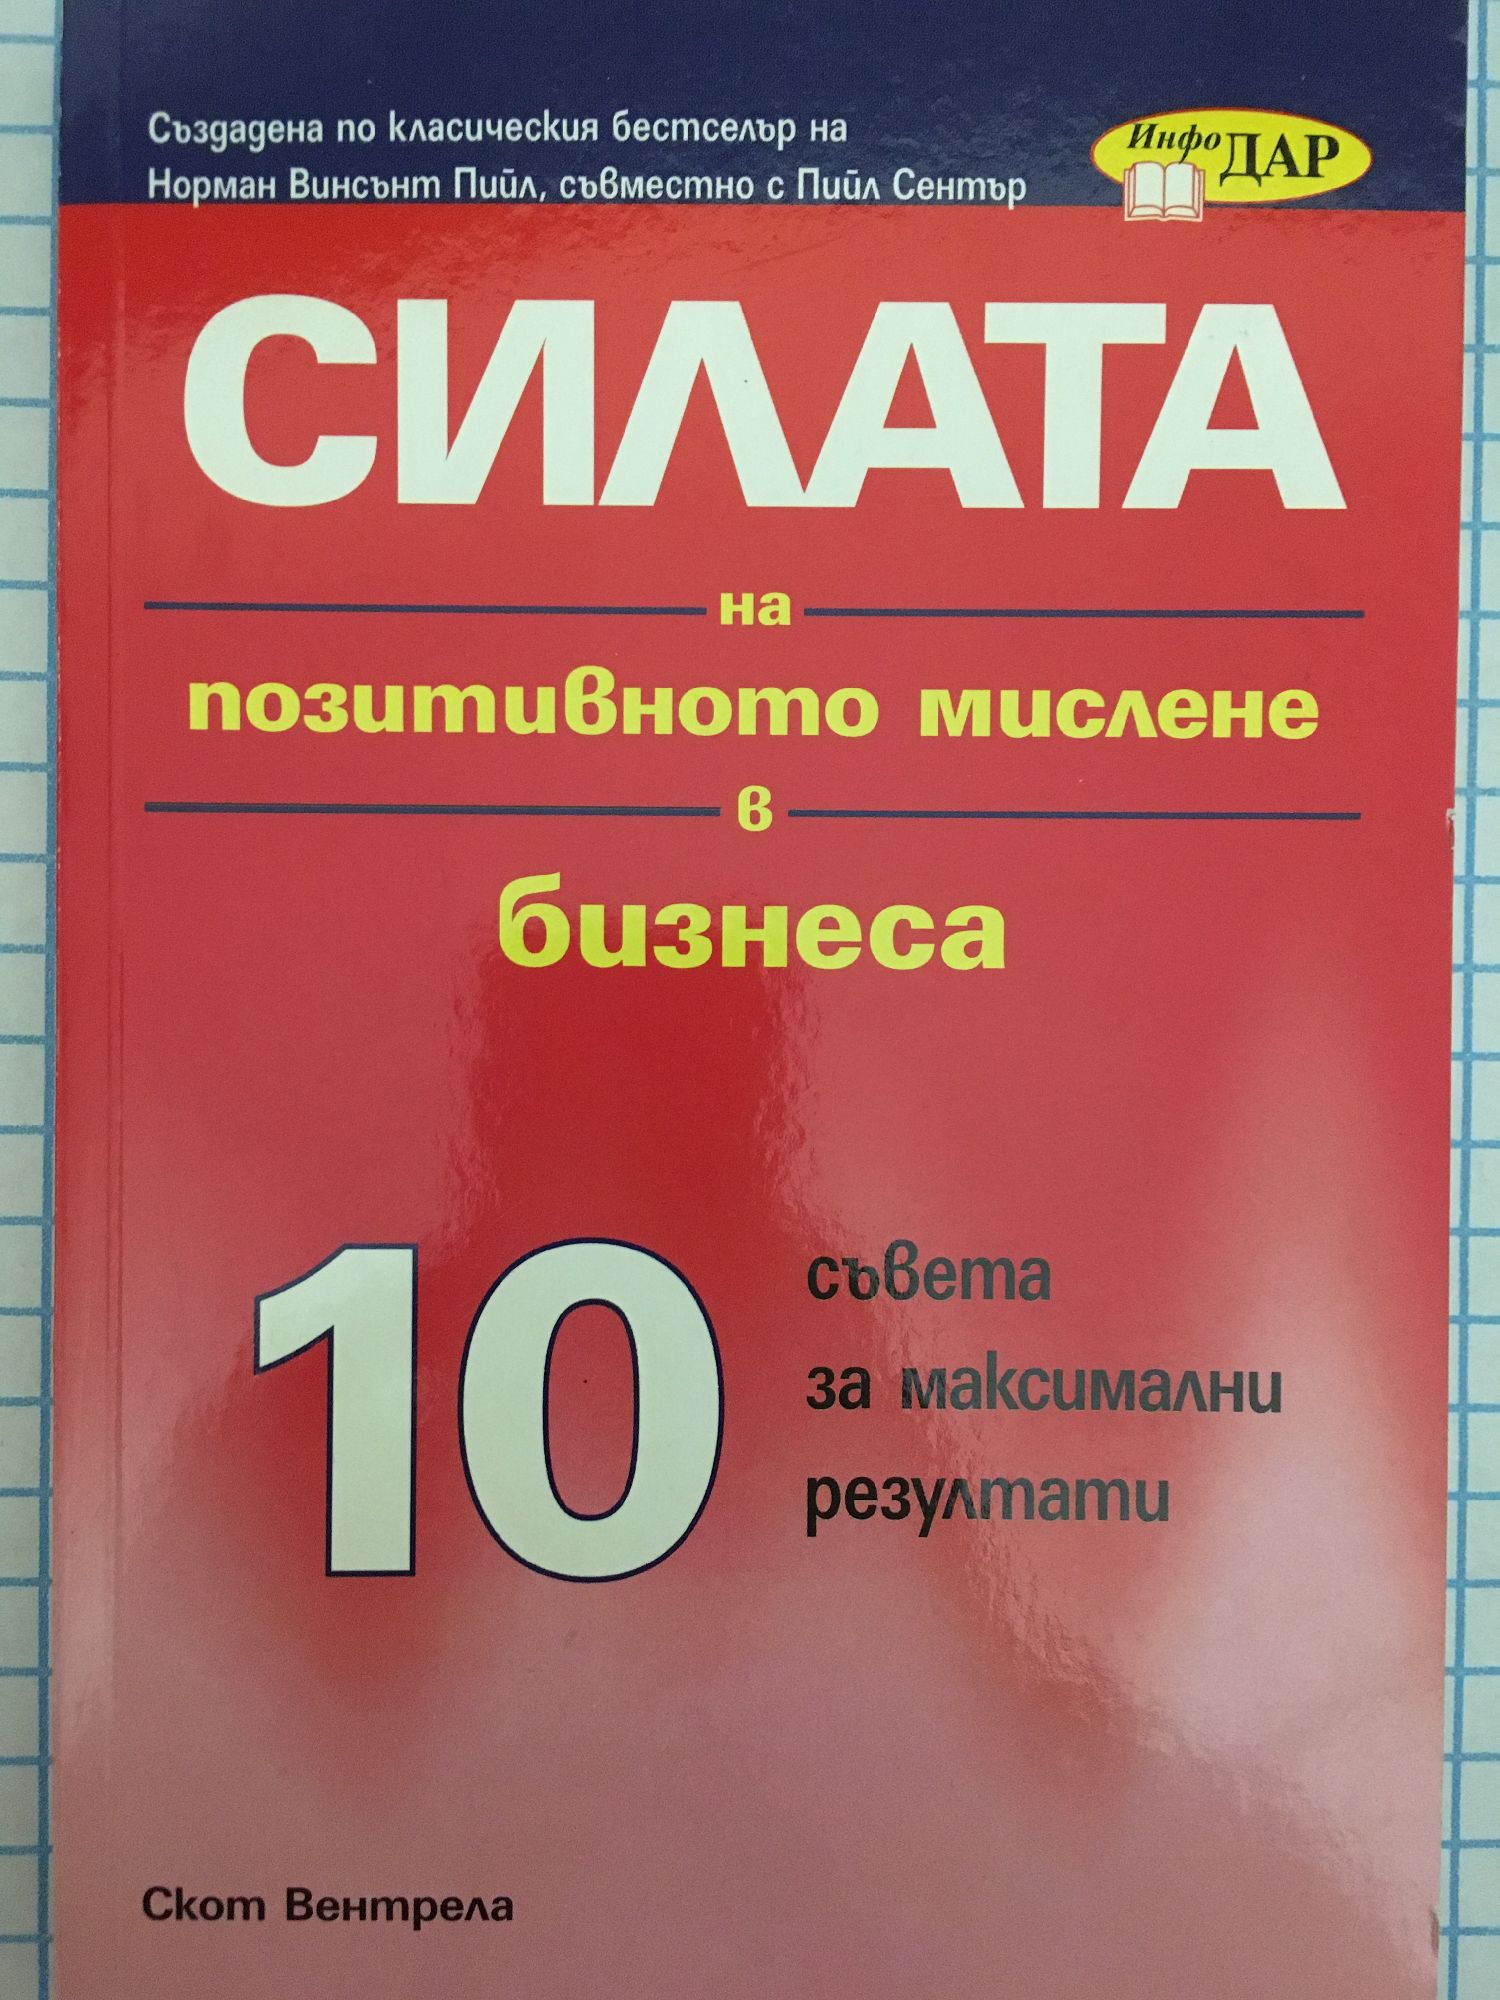 Създадена по класическия бестселър на
Норман Винсънт Пийл, съвместно с Пийл Сентър
Инфо
ДАР
СИЛАТА
на
позитивното мислене
в
бизнеса
10
съвета
за максимални
резултати
Скот Вентрела